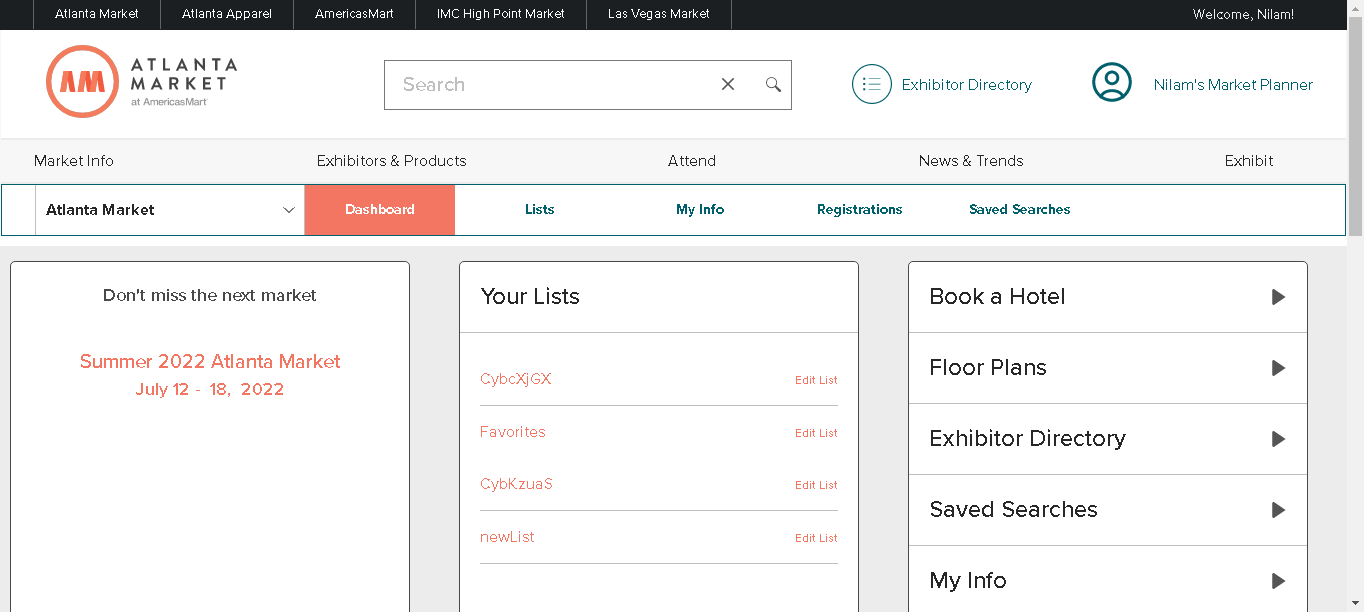 Atlanta Market
Atlanta Apparel
AmericasMart
IMC High Point Market
Las Vegas Market
Welcome, Nilam!
AM
ATLANTA
MARKET
at AmericasMart
Search
Exhibitor Directory
Nilam's Market Planner
Market Info
Exhibitors & Products
Attend
News & Trends
Exhibit
Atlanta Market
Dashboard
Lists
My Info
Registrations
Saved Searches
Don't miss the next market
Summer 2022 Atlanta Market
July 12 - 18, 2022
Your Lists
CybcXjGX
Edit List
Favorites
Edit List
CybKzuaS
Edit List
newList
Edit List
Book a Hotel
Floor Plans
Exhibitor Directory
Saved Searches
My Info